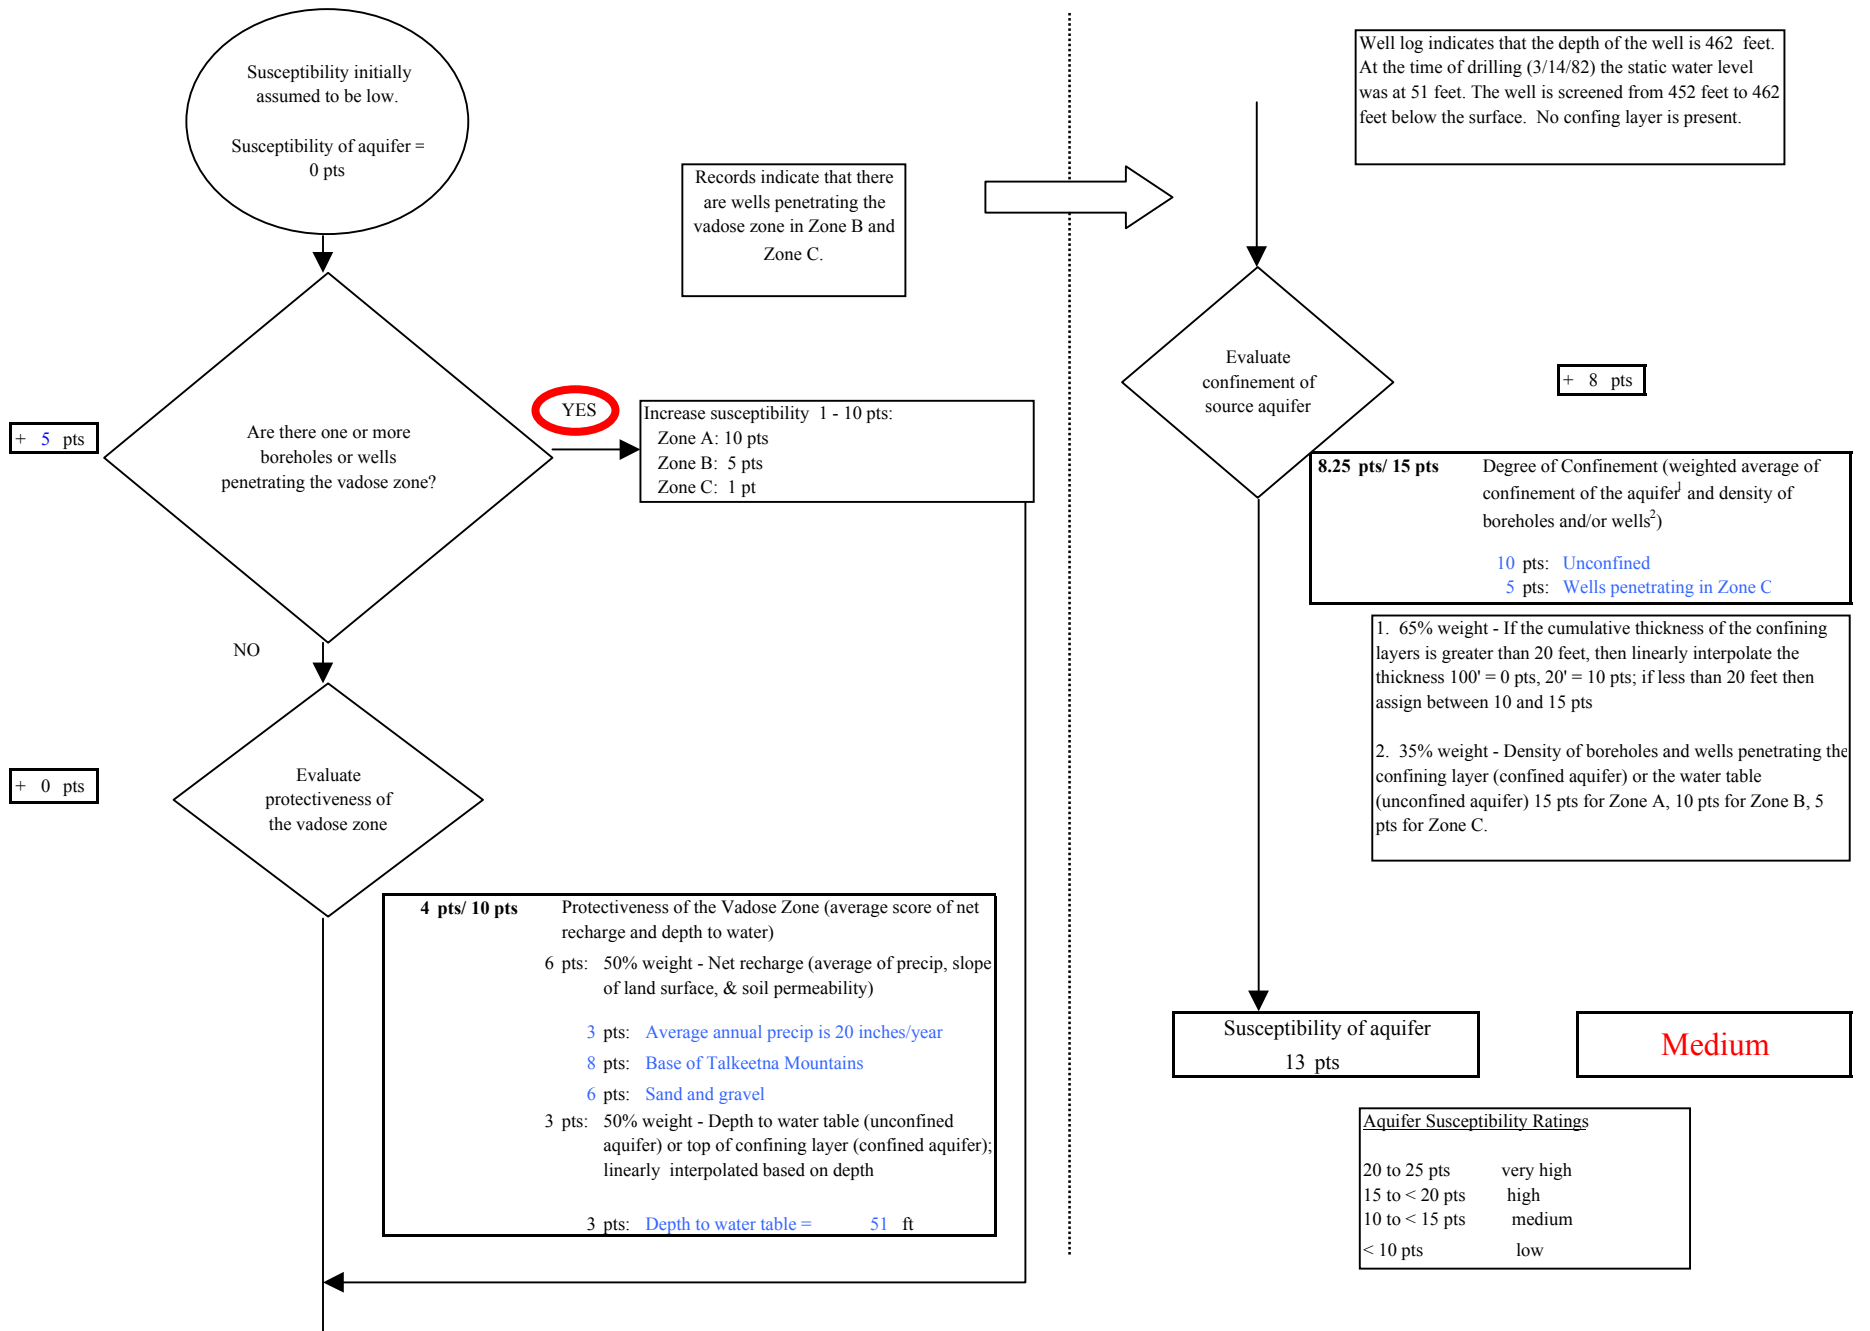 Susceptibility initially
assumed to be low.
Susceptibility of aquifer =
0 pts
Records indicate that there
are wells penetrating the
vadose zone in Zone B and
Zone C.
+ 5 pts
Are there one or more
boreholes or wells
penetrating the vadose zone?
YES
Increase susceptibility 1 - 10 pts:
Zone A: 10 pts
Zone B: 5 pts
Zone C: 1 pt
NO
+ 0 pts
Evaluate
protectiveness of
the vadose zone
4 pts/ 10 pts Protectiveness of the Vadose Zone (average score of net
recharge and depth to water)
6 pts: 50% weight - Net recharge (average of precip, slope
of land surface, & soil permeability)
3 pts: Average annual precip is 20 inches/year
8 pts: Base of Talkeetna Mountains
6 pts: Sand and gravel
3 pts: 50% weight - Depth to water table (unconfined
aquifer) or top of confining layer (confined aquifer);
linearly interpolated based on depth
3 pts: Depth to water table = 51 ft
Well log indicates that the depth of the well is 462 feet.
At the time of drilling (3/14/82) the static water level
was at 51 feet. The well is screened from 452 feet to 462
feet below the surface. No confing layer is present.
Evaluate
confinement of
source aquifer
+ 8 pts
8.25 pts/ 15 pts Degree of Confinement (weighted average of
confinement of the aquifer1 and density of
boreholes and/or wells2)
10 pts: Unconfined
5 pts: Wells penetrating in Zone C
1. 65% weight - If the cumulative thickness of the confining
layers is greater than 20 feet, then linearly interpolate the
thickness 100' = 0 pts, 20' = 10 pts; if less than 20 feet then
assign between 10 and 15 pts
2. 35% weight - Density of boreholes and wells penetrating the
confining layer (confined aquifer) or the water table
(unconfined aquifer) 15 pts for Zone A, 10 pts for Zone B, 5
pts for Zone C.
Susceptibility of aquifer
13 pts
Medium
Aquifer Susceptibility Ratings
20 to 25 pts very high
15 to < 20 pts high
10 to < 15 pts medium
< 10 pts low